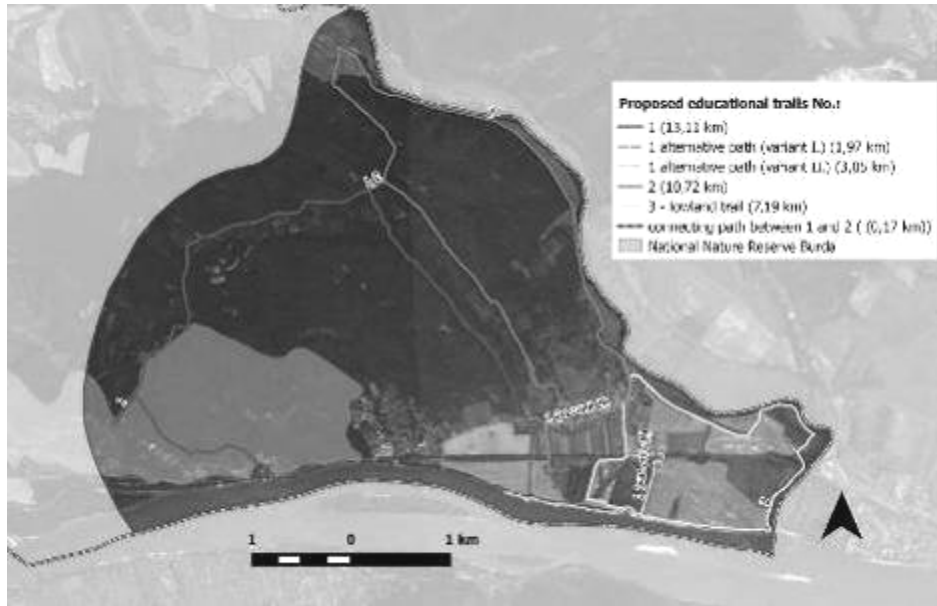 Proposed educational trails No.:
1 (13,11 km)
1 alternative path (variant I.) (1,97 km)
1 alternative path (variant II.) (3,05 km)
2 (10,72 km)
3 - lowland trail (7,19 km)
connecting path between 1 and 2 ( (0,17 km))
National Nature Reserve Burda
1 0 1 km